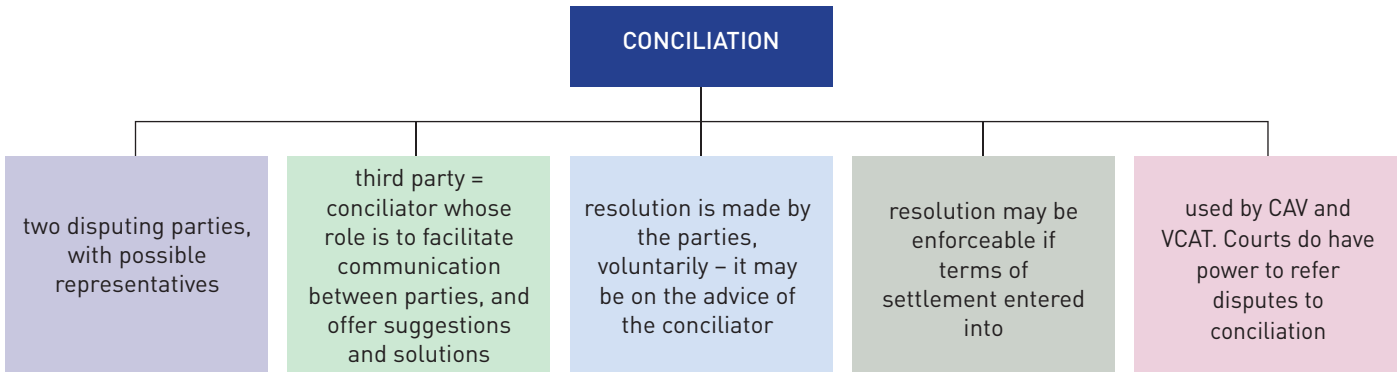 CONCILIATION
two disputing parties,
with possible
representatives
third party =
conciliator whose
role is to facilitate
communication
between parties, and
offer suggestions
and solutions
resolution is made by
the parties,
voluntarily – it may
be on the advice of
the conciliator
resolution may be
enforceable if
terms of
settlement entered
into
used by CAV and
VCAT. Courts do have
power to refer
disputes to
conciliation